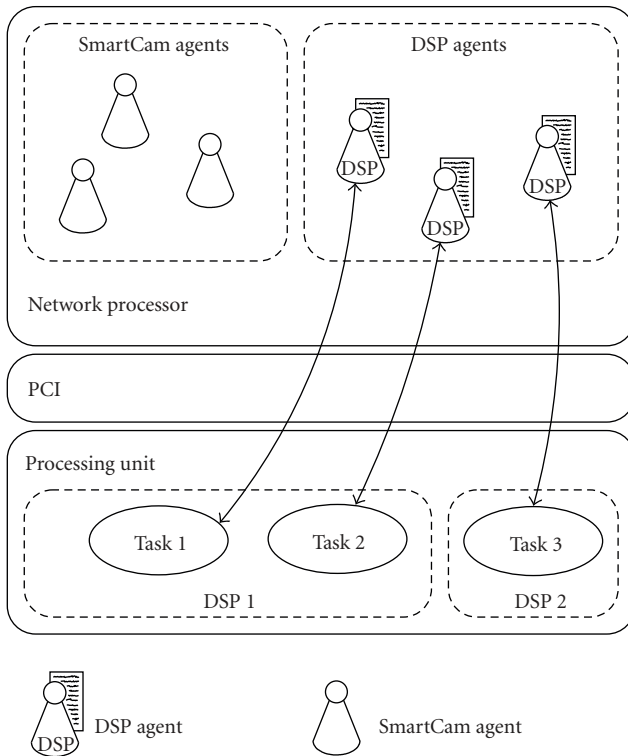 SmartCam agents
DSP agents
DSP
DSP
DSP
Network processor
PCI
Processing unit
Task 1
Task 2
Task 3
DSP 1
DSP 2
DSP
DSP agent
SmartCam agent